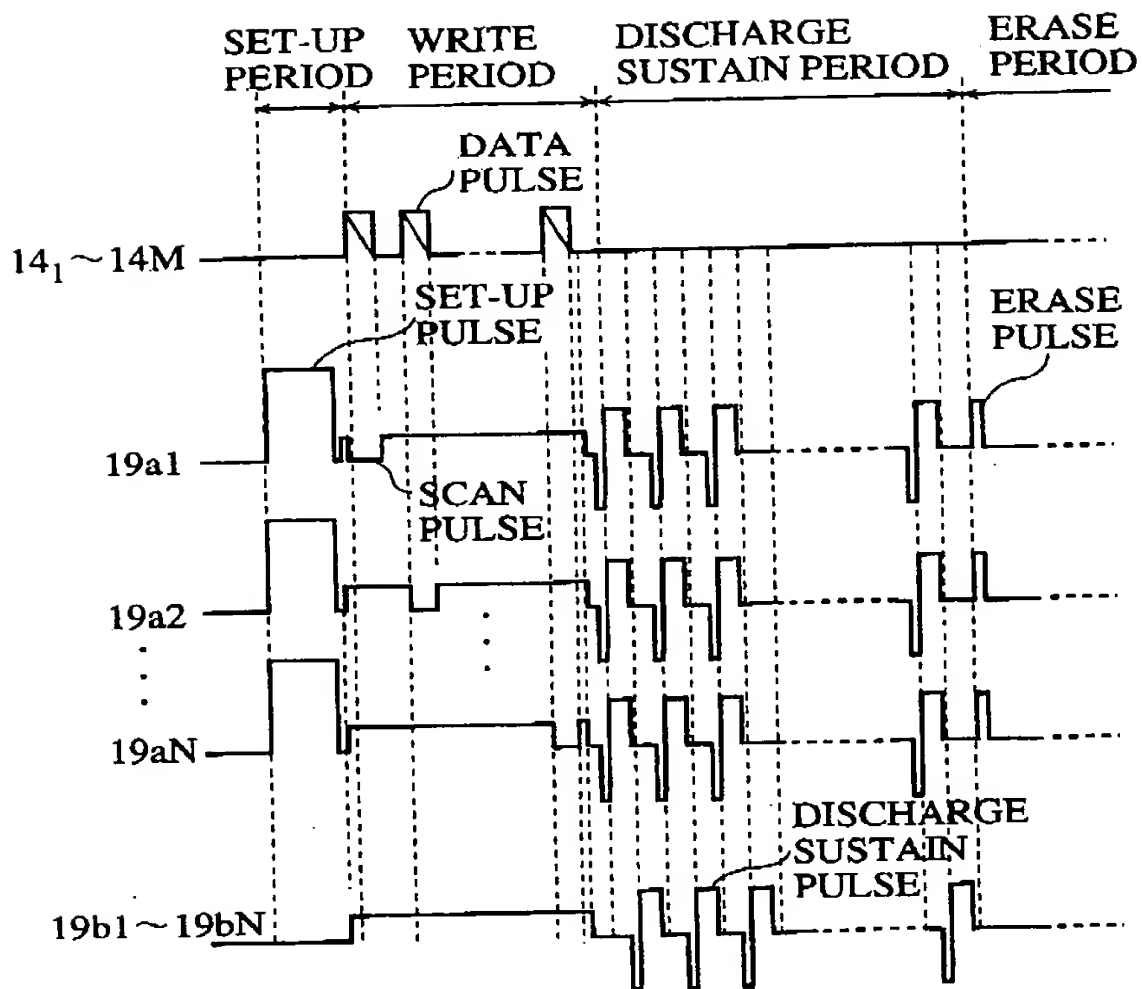 SET-UP
PERIOD
WRITE
PERIOD
DISCHARGE
SUSTAIN PERIOD
ERASE
PERIOD
DATA
PULSE
14₁~14M
SET-UP
PULSE
ERASE
PULSE
19a1
SCAN
PULSE
19a2
19aN
DISCHARGE
SUSTAIN
PULSE
19b1~19bN